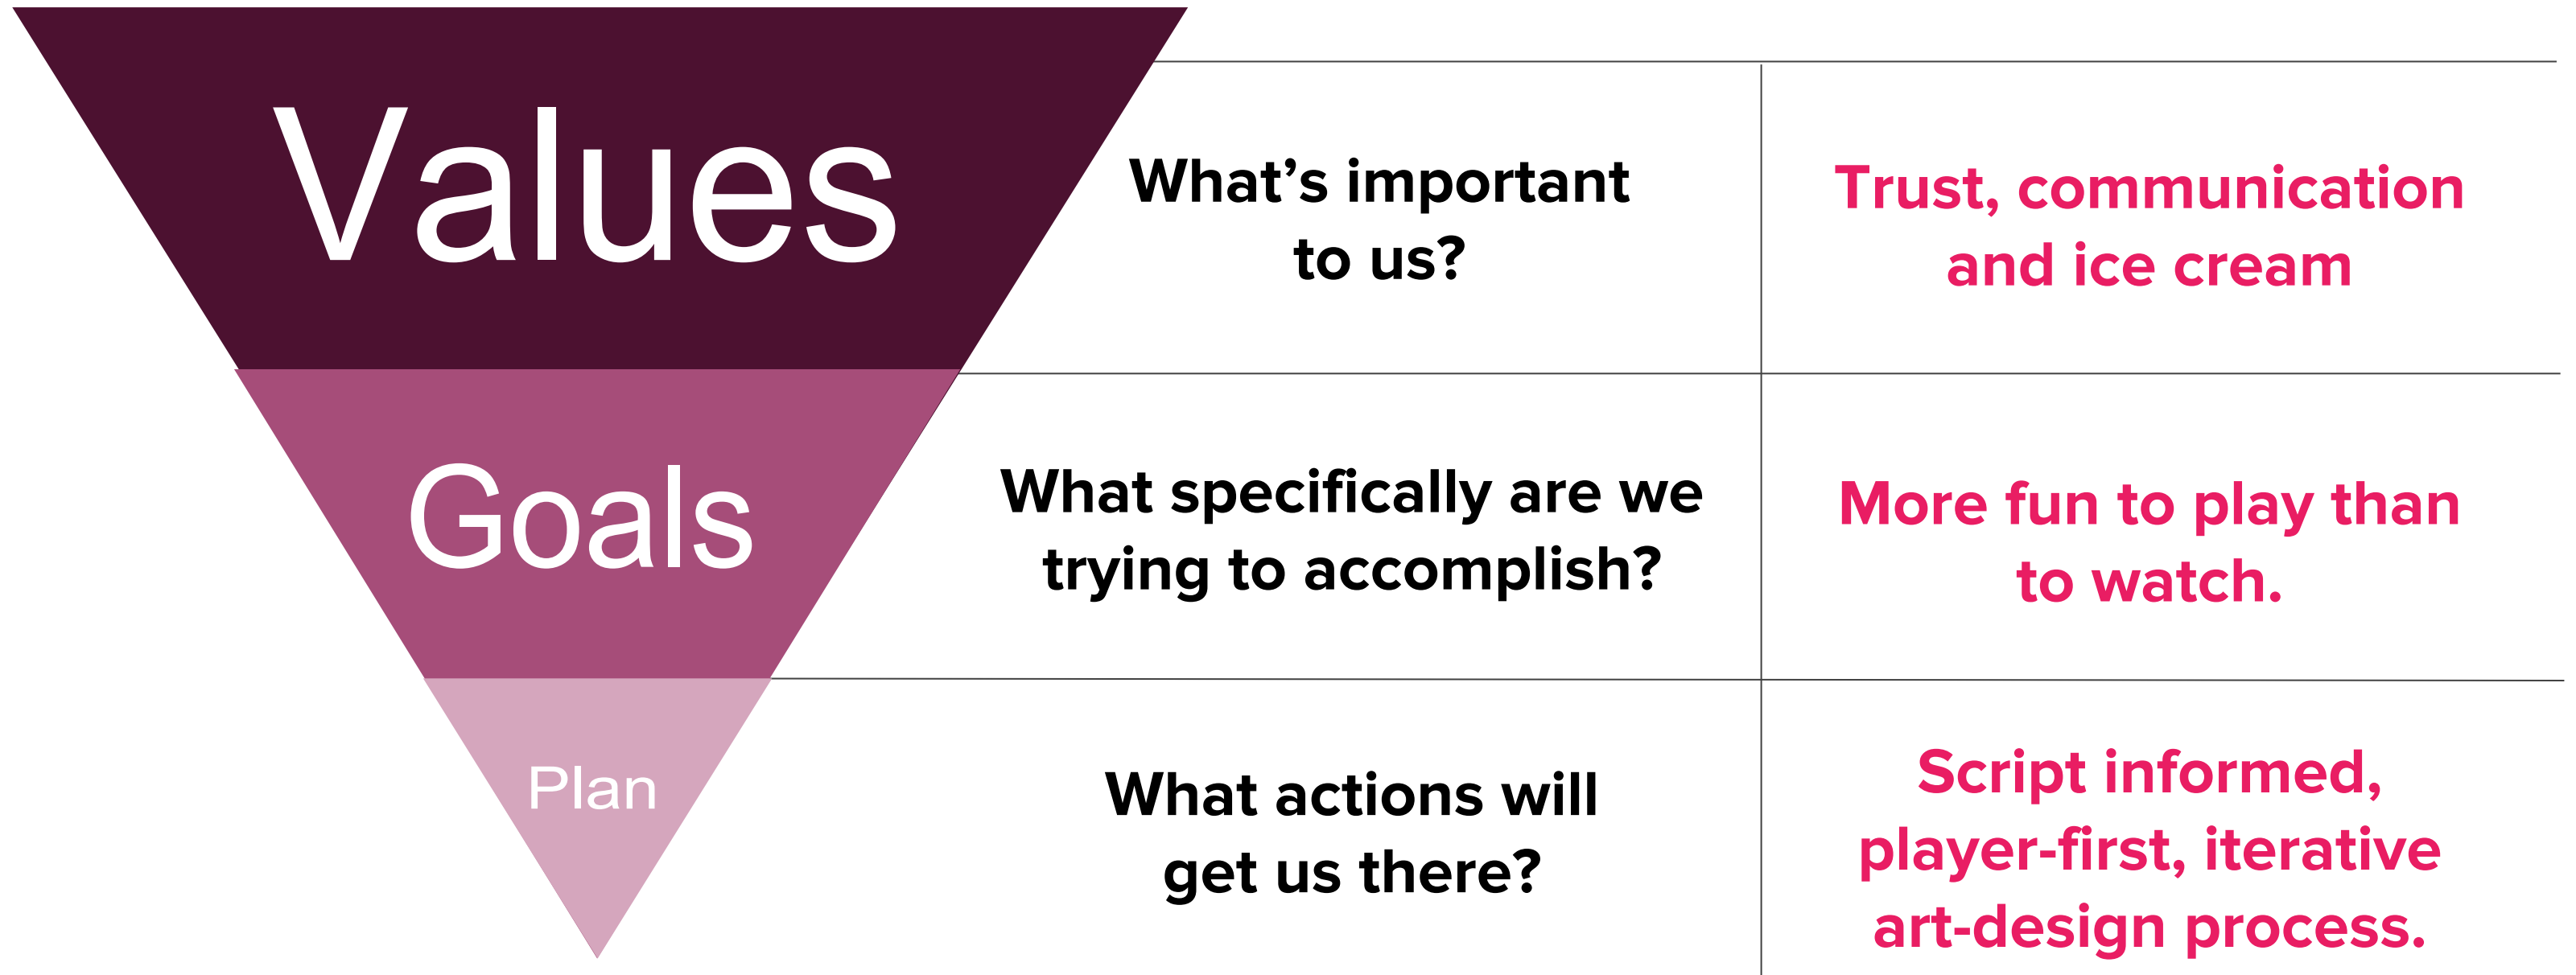 Values
What’s important
to us?
Trust, communication
and ice cream
Goals
What specifically are we
trying to accomplish?
More fun to play than
to watch.
Plan
What actions will
get us there?
Script informed,
player-first, iterative
art-design process.